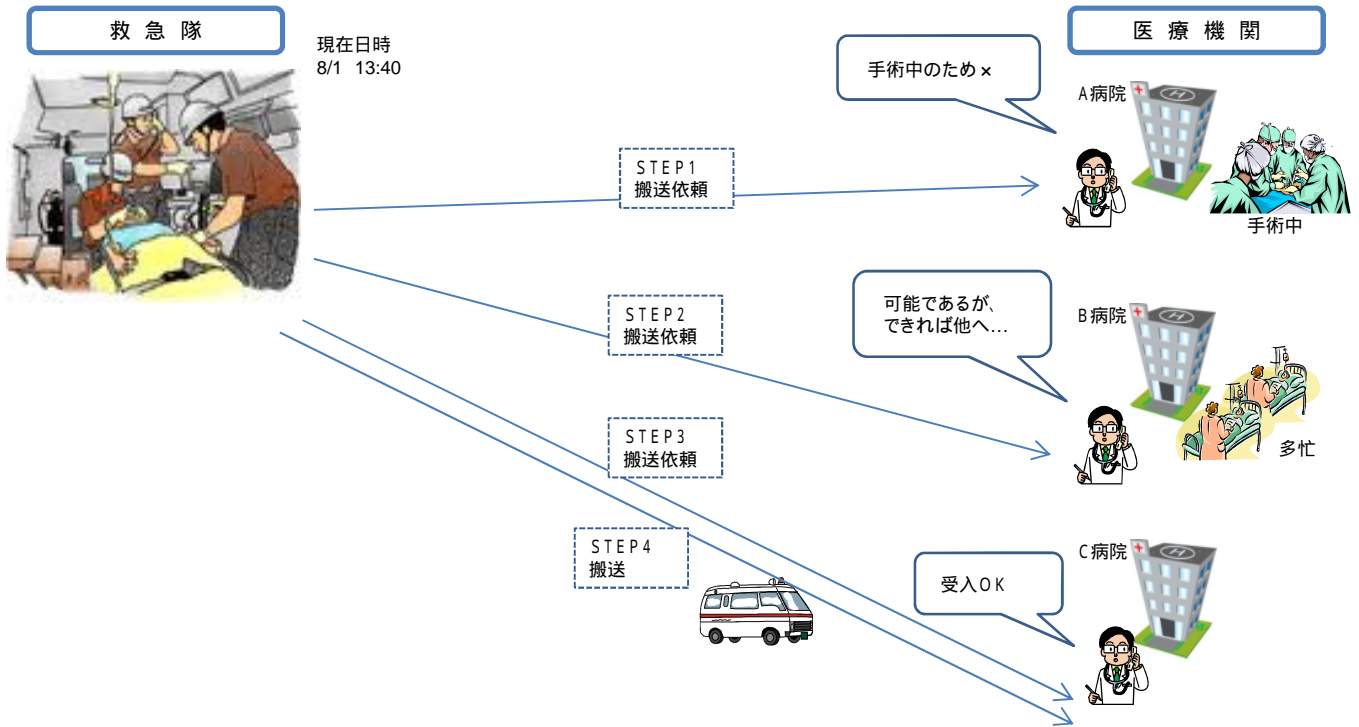 救急隊
医療機関
現在日時
8/1 13:40
手術中のため×
A病院
STEP1
搬送依頼
手術中
可能であるが、
できれば他へ…
B病院
STEP2
搬送依頼
多忙
STEP3
搬送依頼
STEP4
搬送
C病院
受入OK